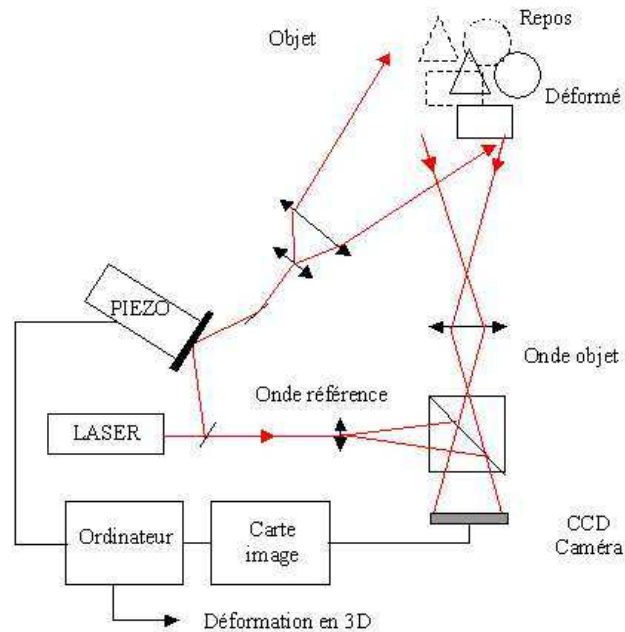 Repos
Objet
Déformé
PIEZO
Onde objet
Onde référence
LASER
CCD
Caméra
Ordinateur
Carte
image
Déformation en 3D